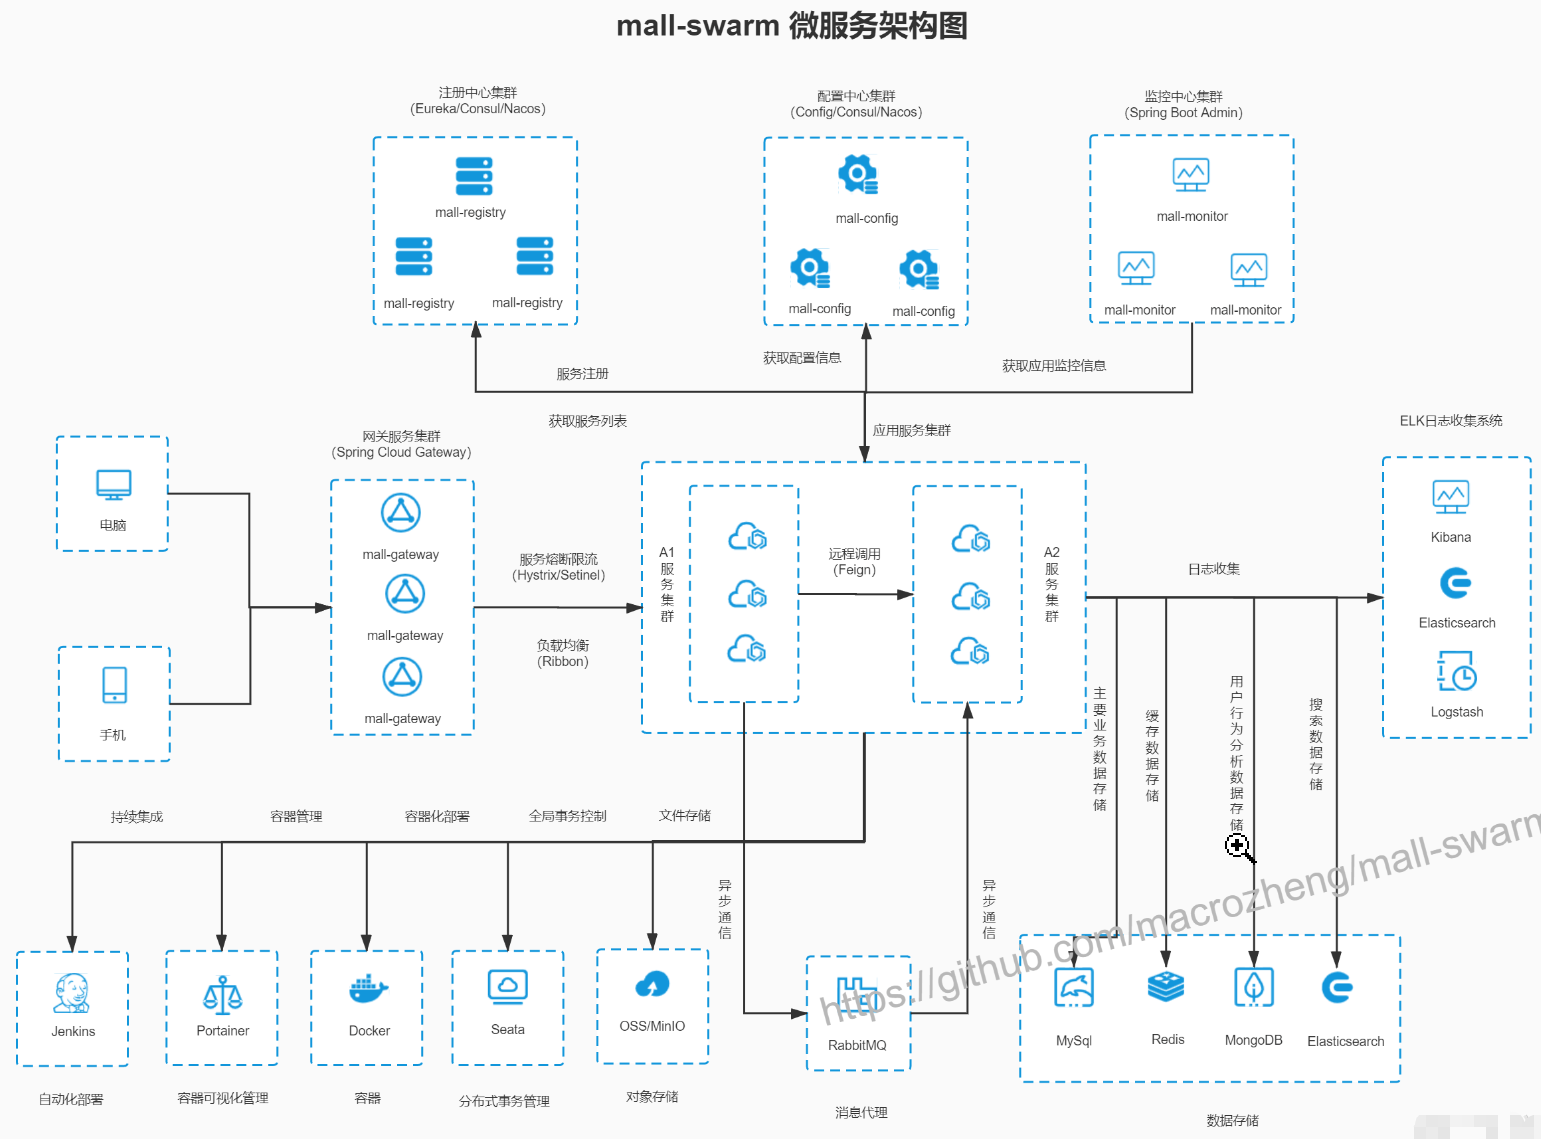 mall-swarm 微服务架构图
注册中心集群
(Eureka/Consul/Nacos)
配置中心集群
(Config/Consul/Nacos)
监控中心集群
(Spring Boot Admin)
mall-registry
mall-registry
mall-registry
mall-config
mall-config
mall-config
mall-monitor
mall-monitor
mall-monitor
服务注册
获取配置信息
获取应用监控信息
获取服务列表
应用服务集群
ELK日志收集系统
网关服务集群
(Spring Cloud Gateway)
电脑
手机
mall-gateway
mall-gateway
mall-gateway
服务熔断限流
(Hystrix/Setinel)
负载均衡
(Ribbon)
A1服务集群
远程调用
(Feign)
A2服务集群
日志收集
Kibana
Elasticsearch
Logstash
主要业务数据存储
缓存数据存储
用户行为分析数据存储
搜索数据存储
持续集成
容器管理
容器化部署
全局事务控制
文件存储
异步通信
异步通信
https://github.com/macrozheng/mall-swarm
Jenkins
Portainer
Docker
Seata
OSS/MinIO
RabbitMQ
MySql
Redis
MongoDB
Elasticsearch
自动化部署
容器可视化管理
容器
分布式事务管理
对象存储
消息代理
数据存储